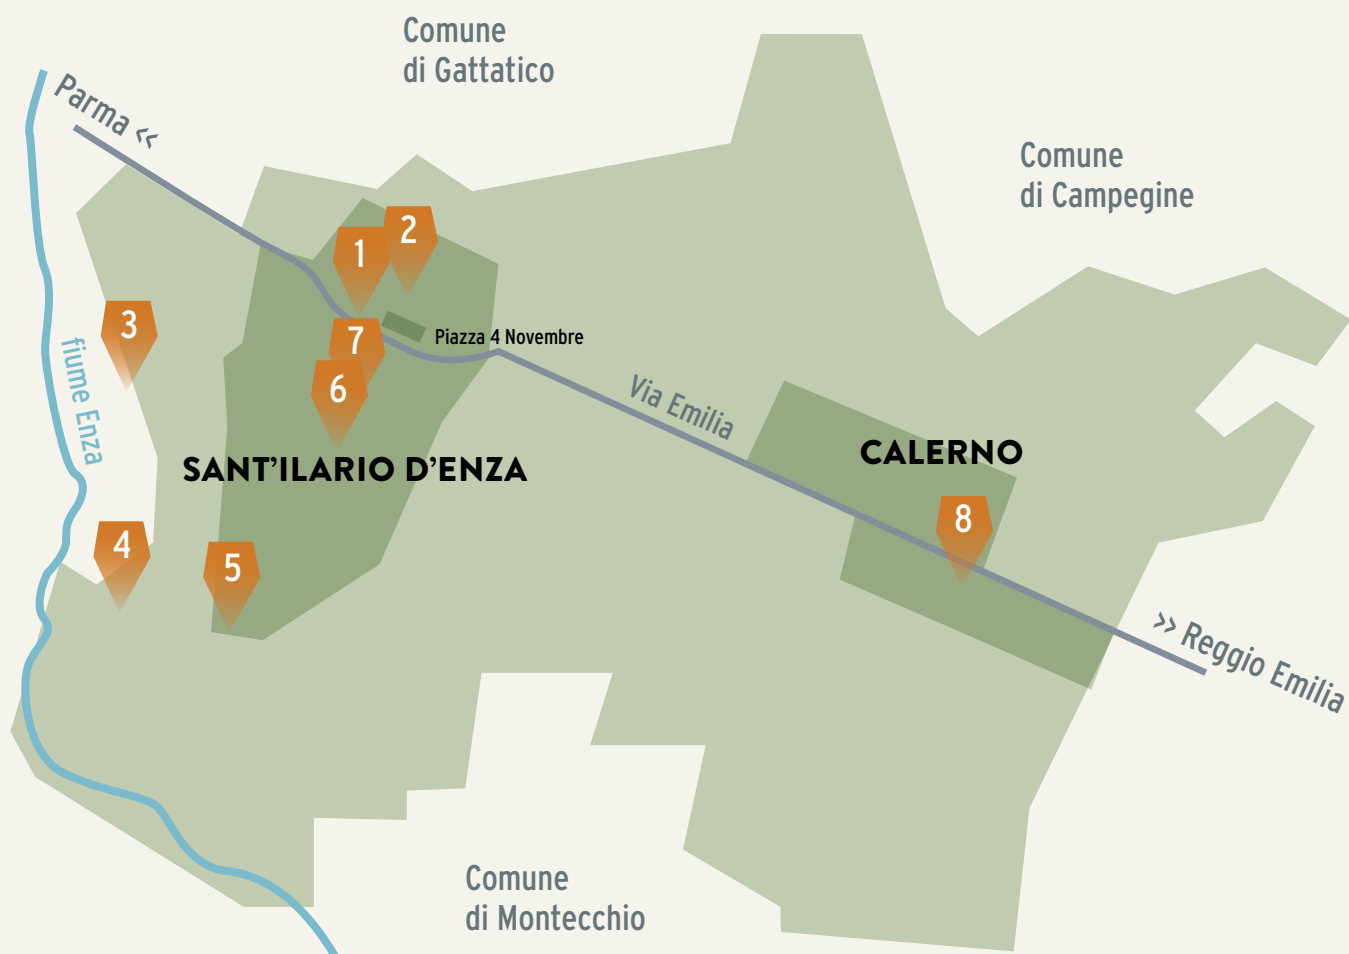 Comune
di Gattatico
Parma <<
Comune
di Campegine
2
1
3
7
Piazza 4 Novembre
fiume Enza
6
Via Emilia
CALERNO
SANT'ILARIO D'ENZA
8
4
5
>> Reggio Emilia
Comune
di Montecchio